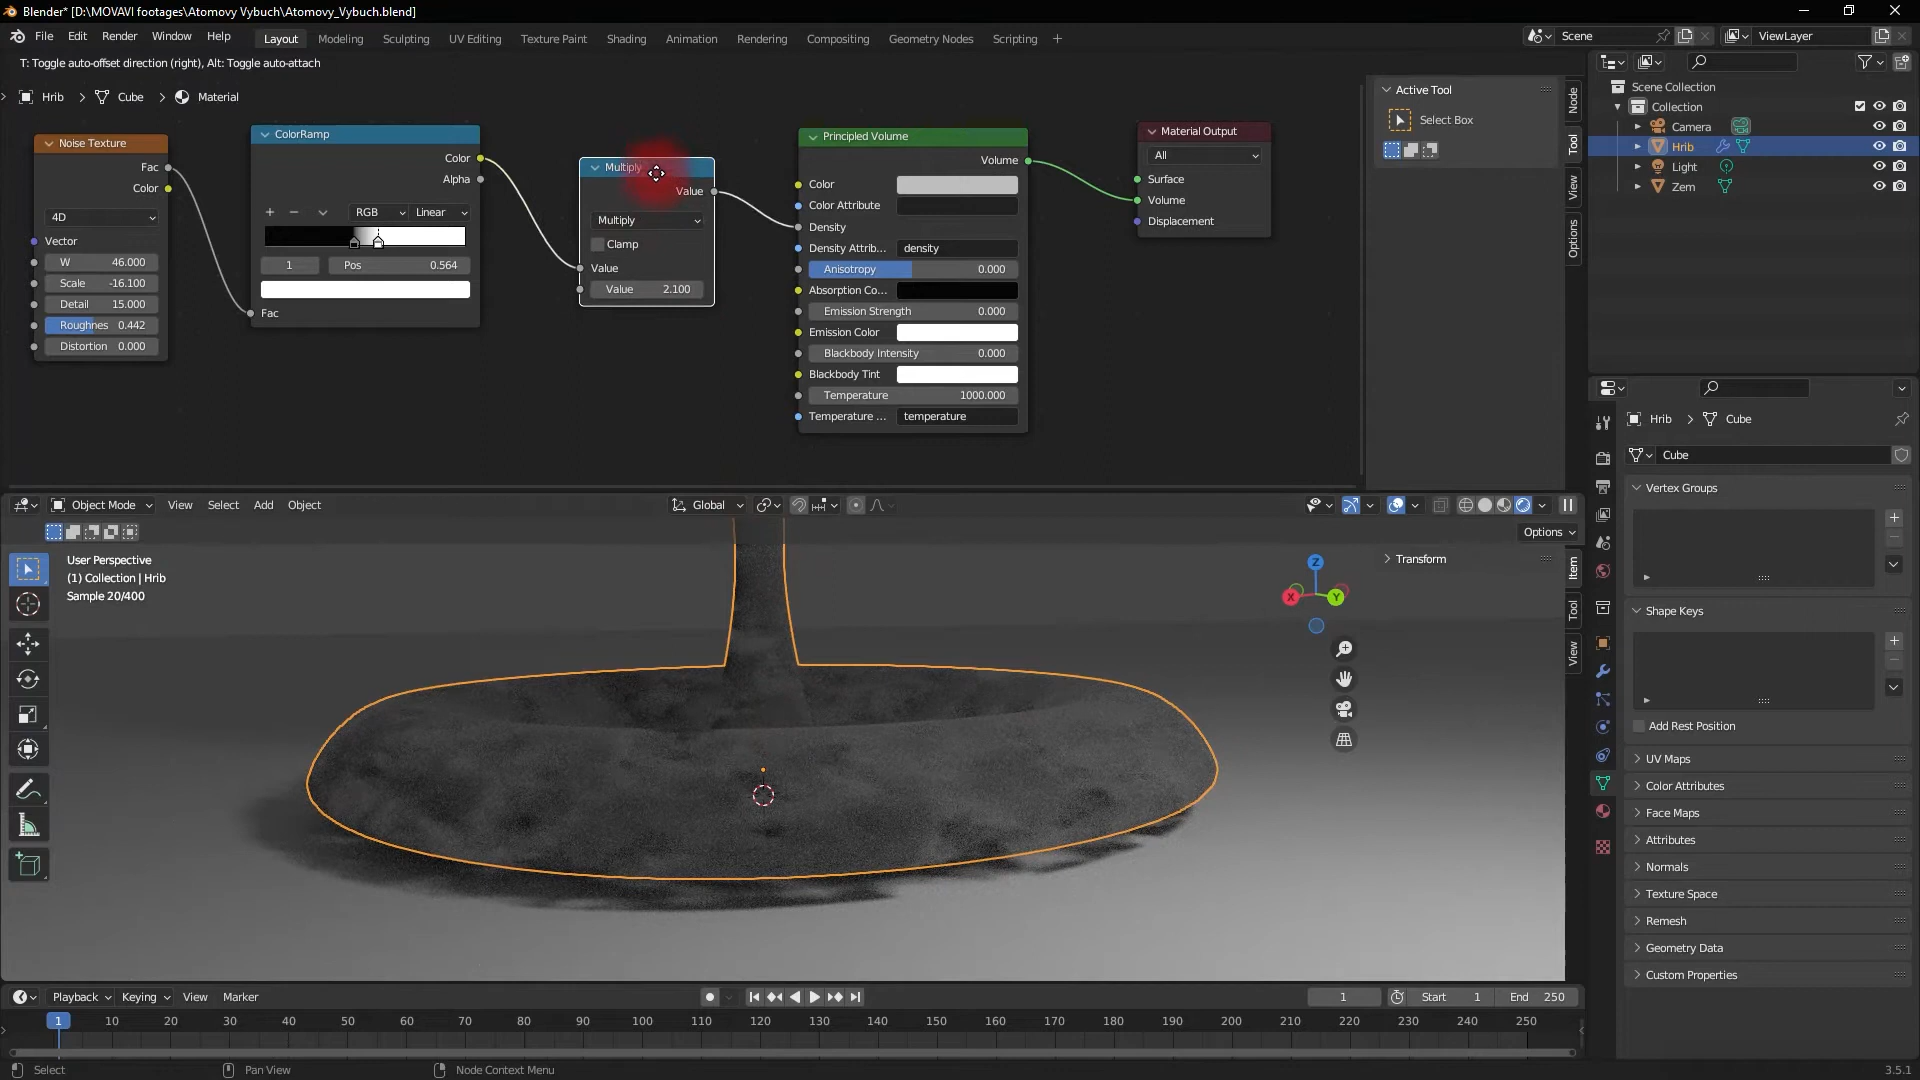 Blender* [D:\MOVAVI footages\Atomovy Vybuch\Atomovy_Vybuch.blend]
File Edit Render Window Help Layout Modeling Sculpting UV Editing Texture Paint Shading Animation Rendering Compositing Geometry Nodes Scripting + Scene ViewLayer
T: Toggle auto-offset direction (right), Alt: Toggle auto-attach
Hrib > Cube > Material
Noise Texture
Fac
Color
4D
Vector
W 46.000
Scale -16.100
Detail 15.000
Roughness 0.442
Distortion 0.000
ColorRamp
Color
Alpha
+ − RGB Linear
1 Pos 0.564
Fac
Multiply
Value
Multiply
Clamp
Value
Value 2.100
Principled Volume
Volume
Color
Color Attribute
Density
Density Attrib... density
Anisotropy 0.000
Absorption Co...
Emission Strength 0.000
Emission Color
Blackbody Intensity 0.000
Blackbody Tint
Temperature 1000.000
Temperature ... temperature
Material Output
All
Surface
Volume
Displacement
Active Tool
Select Box
Node
Tool
View
Options
Scene Collection
Collection
Camera
Hrib
Light
Zem
Hrib > Cube
Cube
Vertex Groups
Shape Keys
Add Rest Position
UV Maps
Color Attributes
Face Maps
Attributes
Normals
Texture Space
Remesh
Geometry Data
Custom Properties
Object Mode View Select Add Object Global
Options
User Perspective
(1) Collection | Hrib
Sample 20/400
Z
X
Y
Transform
Item
Tool
View
Playback Keying View Marker 1 Start 1 End 250
1 10 20 30 40 50 60 70 80 90 100 110 120 130 140 150 160 170 180 190 200 210 220 230 240 250
Select Pan View Node Context Menu 3.5.1